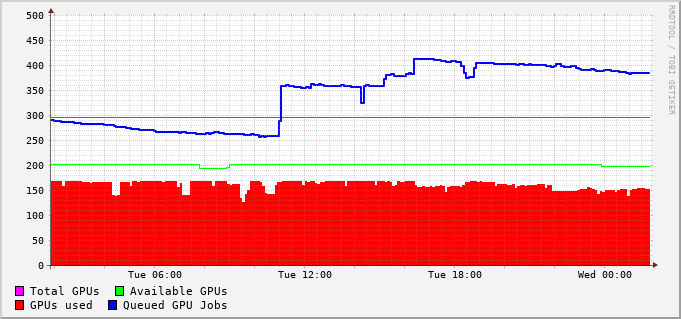 500
450
400
350
300
250
200
150
100
50
0
Tue 06:00 Tue 12:00 Tue 18:00 Wed 00:00
Total GPUs Available GPUs
GPUs used Queued GPU Jobs
RRDTOOL / TOBI OETIKER